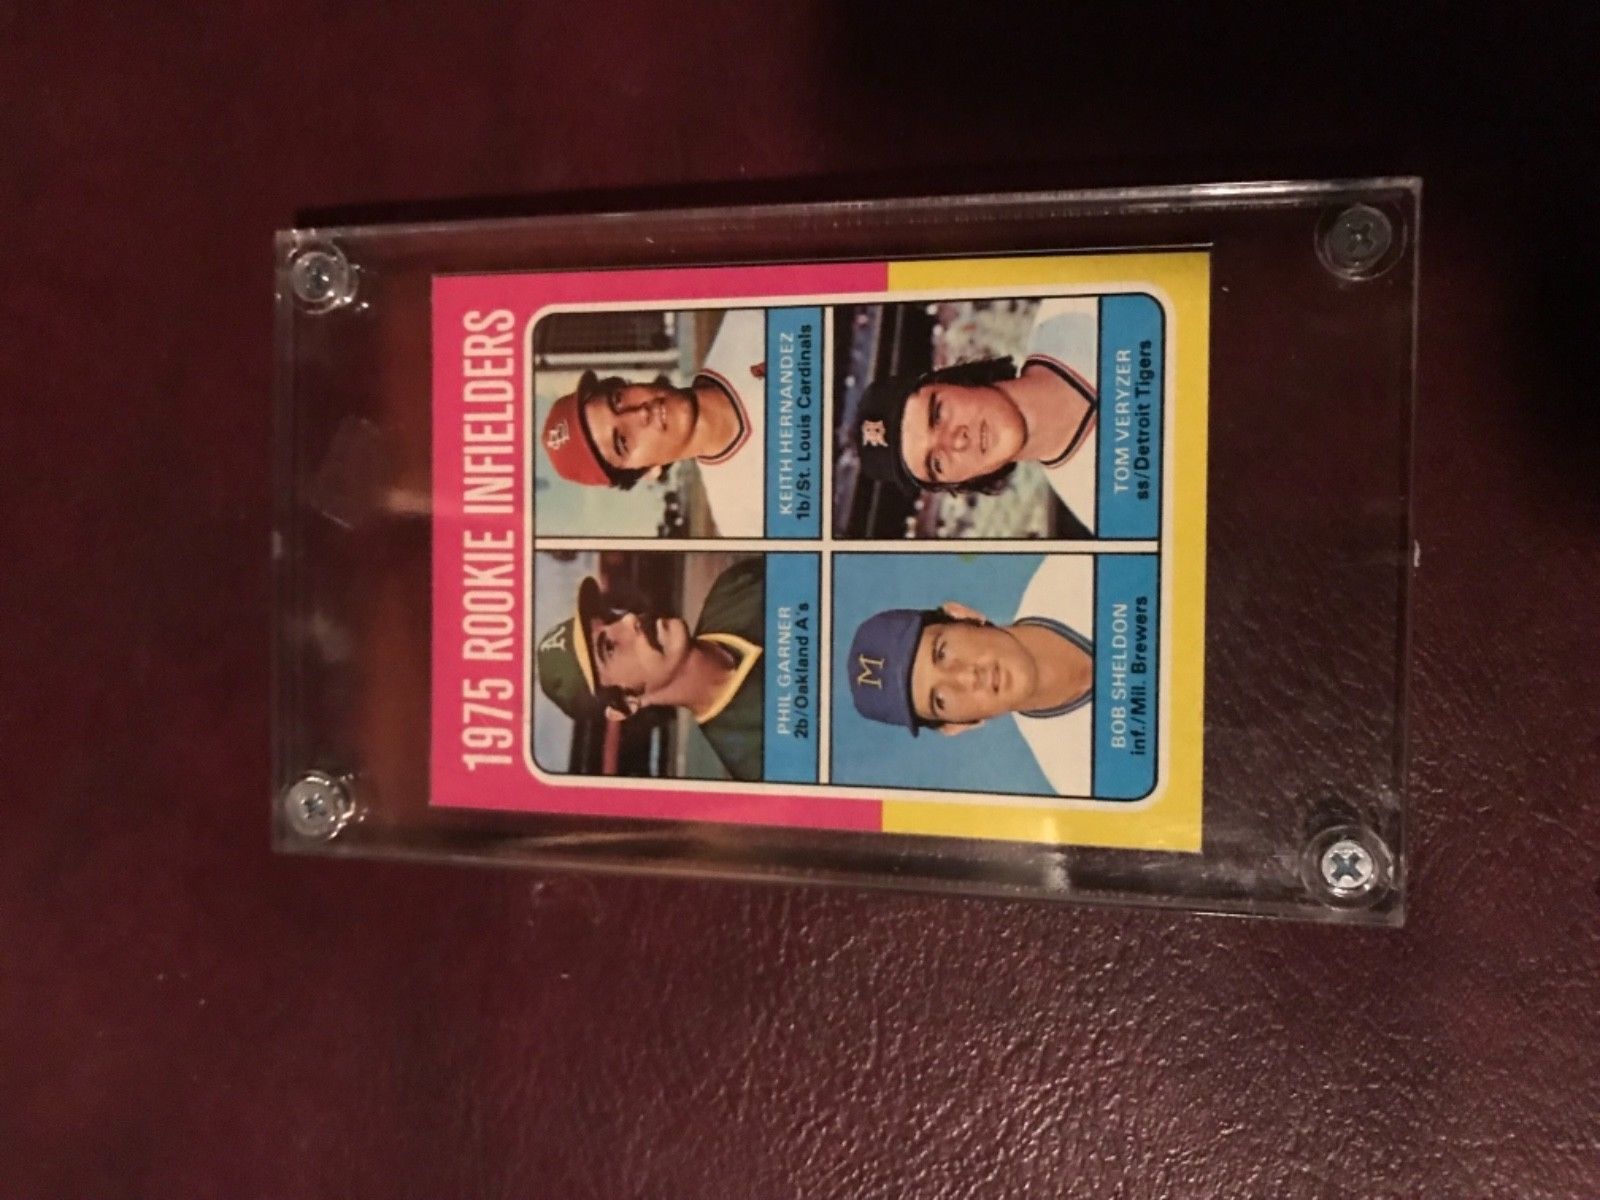 1975 ROOKIE INFIELDERS
A's
PHIL GARNER
2b/Oakland A's
StL
KEITH HERNANDEZ
1b/St. Louis Cardinals
M
BOB SHELDON
inf./Mil. Brewers
D
TOM VERYZER
ss/Detroit Tigers